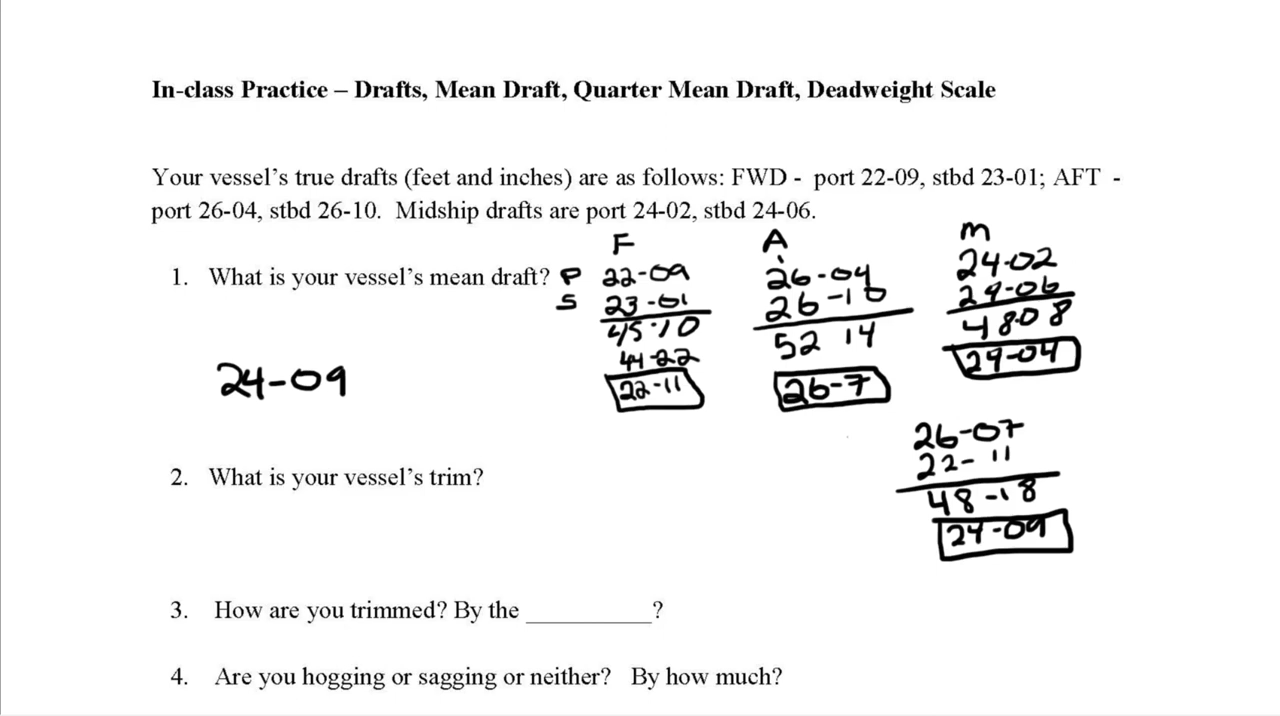 In-class Practice – Drafts, Mean Draft, Quarter Mean Draft, Deadweight Scale
Your vessel's true drafts (feet and inches) are as follows: FWD - port 22-09, stbd 23-01; AFT -
port 26-04, stbd 26-10. Midship drafts are port 24-02, stbd 24-06.
1. What is your vessel's mean draft?
F
P 22-09
S 23-01
45-10
44-22
22-11
A
26-04
26-10
52 14
26-7
m
24-02
24-06
48-08
24-04
24-09
26-07
22-11
48-18
24-09
2. What is your vessel's trim?
3. How are you trimmed? By the __________?
4. Are you hogging or sagging or neither? By how much?